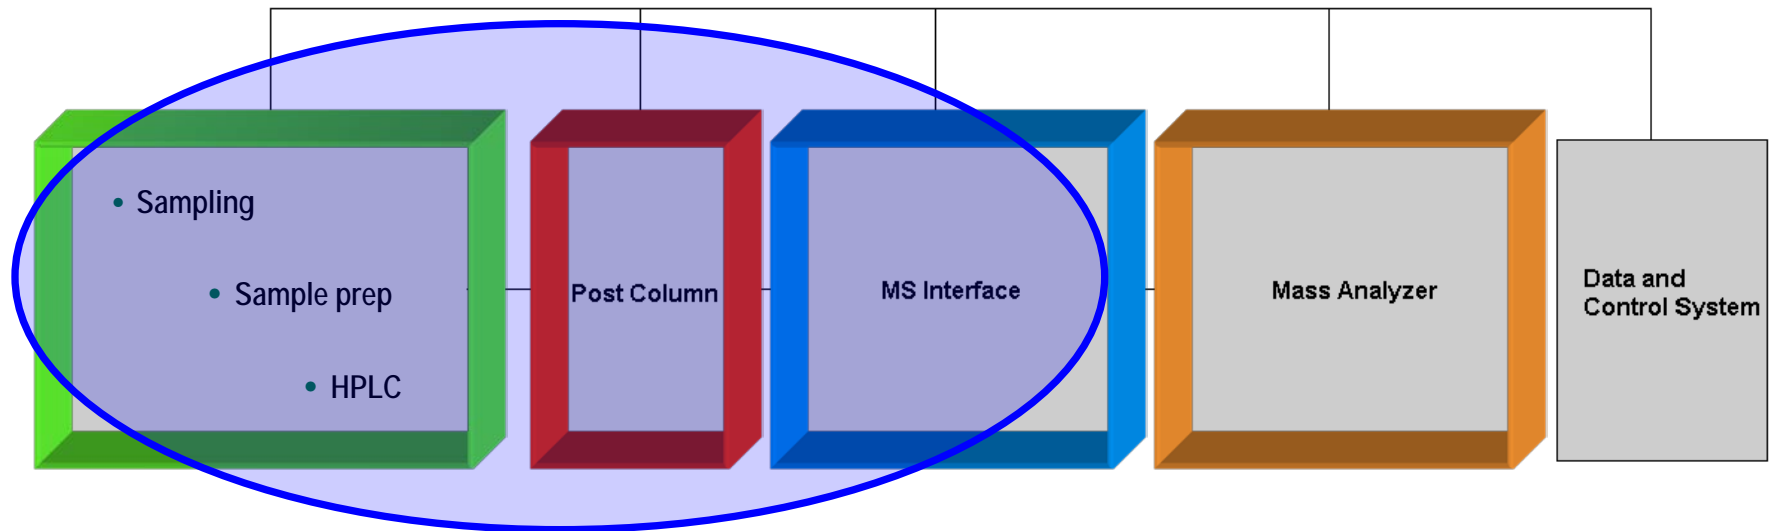 • Sampling
• Sample prep
• HPLC
Post Column
MS Interface
Mass Analyzer
Data and
Control System